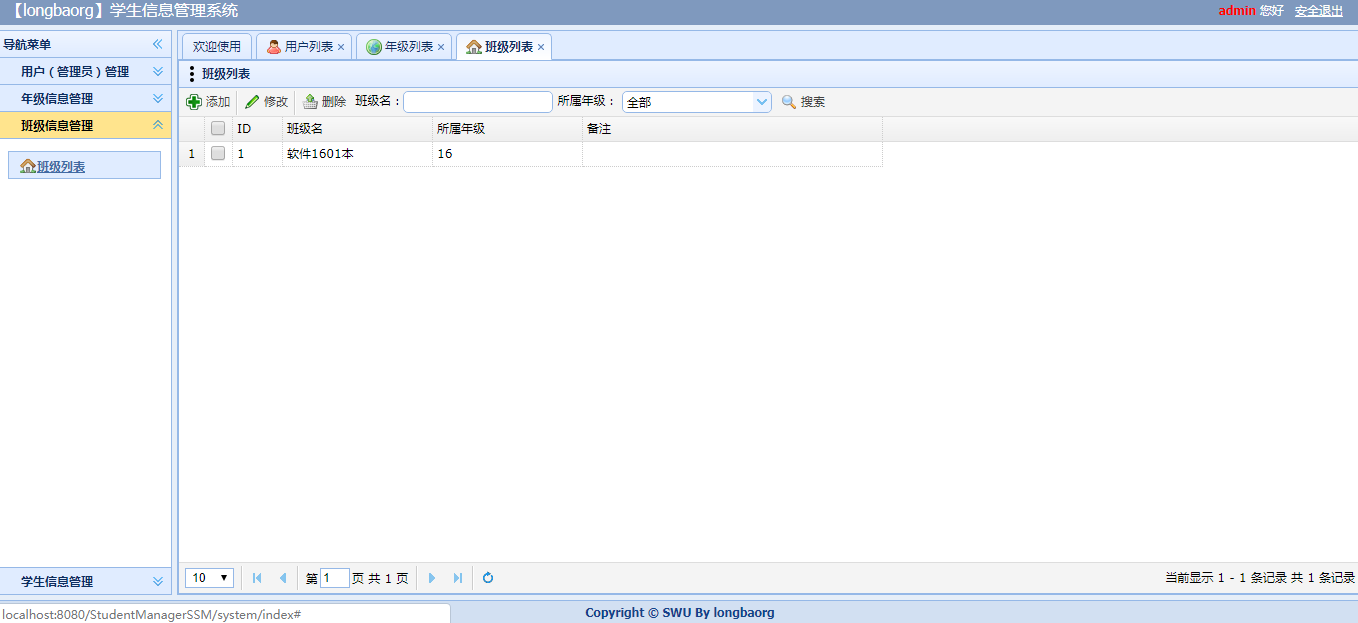 【longbaorg】学生信息管理系统
admin 您好 安全退出
导航菜单
用户（管理员）管理
年级信息管理
班级信息管理
班级列表
学生信息管理
欢迎使用 用户列表 年级列表 班级列表
班级列表
添加 修改 删除 班级名： 所属年级： 全部 搜索
ID 班级名 所属年级 备注
1 1 软件1601本 16
10 第 1 页 共 1 页 当前显示 1 - 1 条记录 共 1 条记录
localhost:8080/StudentManagerSSM/system/index#
Copyright © SWU By longbaorg